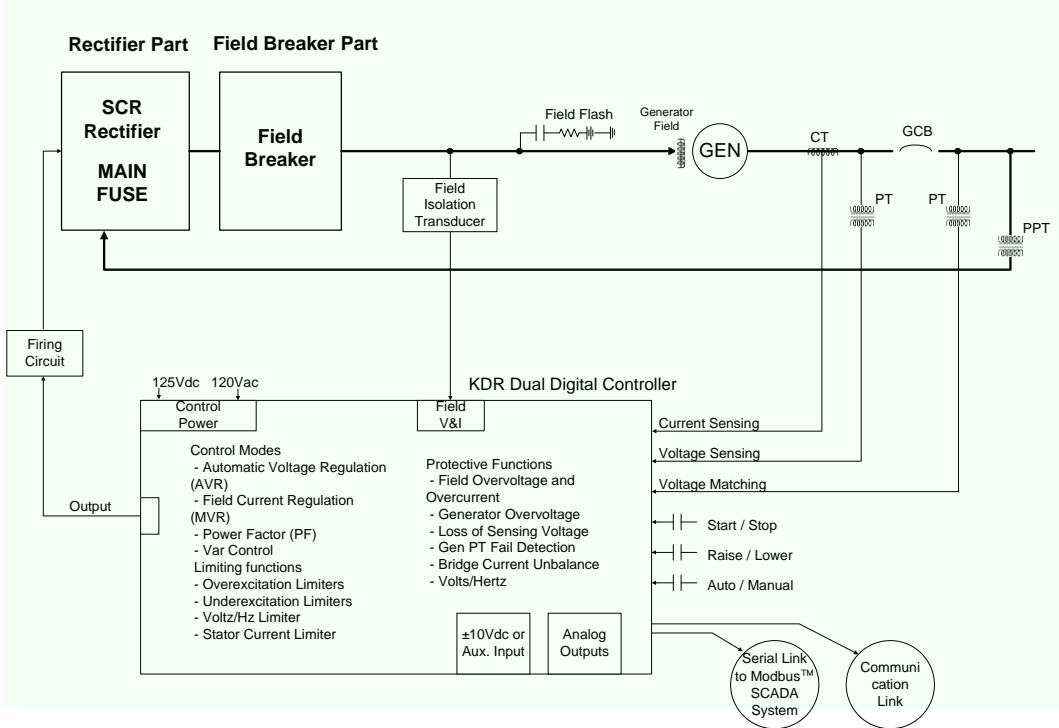 Rectifier Part
Field Breaker Part
SCR
Rectifier
MAIN
FUSE
Field
Breaker
Field Flash
Generator
Field
GEN
CT
GCB
PT
PT
PPT
Field
Isolation
Transducer
Firing
Circuit
125Vdc
120Vac
KDR Dual Digital Controller
Control
Power
Field
V&I
Current Sensing
Voltage Sensing
Voltage Matching
Start / Stop
Raise / Lower
Auto / Manual
Output
Control Modes
- Automatic Voltage Regulation
(AVR)
- Field Current Regulation
(MVR)
- Power Factor (PF)
- Var Control
Limiting functions
- Overexcitation Limiters
- Underexcitation Limiters
- Voltz/Hz Limiter
- Stator Current Limiter
Protective Functions
- Field Overvoltage and
Overcurrent
- Generator Overvoltage
- Loss of Sensing Voltage
- Gen PT Fail Detection
- Bridge Current Unbalance
- Volts/Hertz
±10Vdc or
Aux. Input
Analog
Outputs
Serial Link
to Modbus™
SCADA
System
Communi
cation
Link